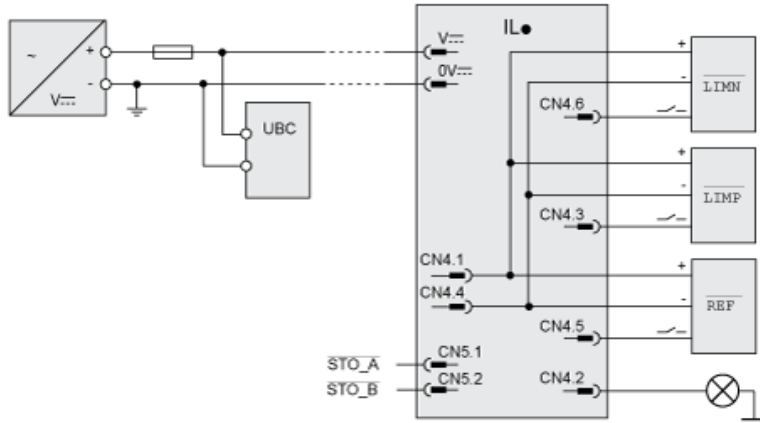 IL●
+
~
-
V⎓
V⎓
0V⎓
UBC
+
-
LIMN
CN4.6
+
-
LIMP
CN4.3
CN4.1
CN4.4
+
-
REF
CN4.5
STO_A
CN5.1
STO_B
CN5.2
CN4.2